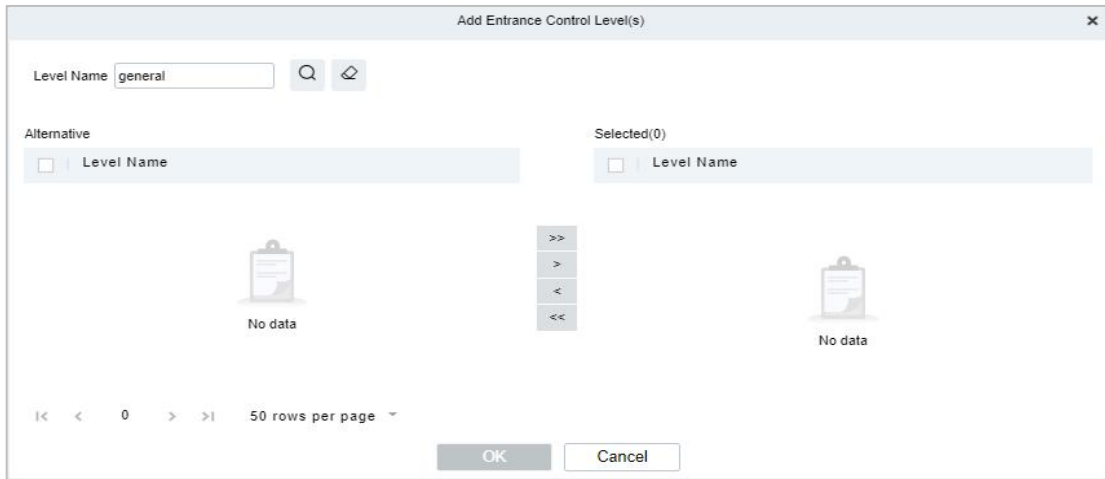 Add Entrance Control Level(s)
Level Name general
Alternative
Selected(0)
Level Name
Level Name
>>
>
<
<<
No data
No data
|< < 0 > >| 50 rows per page
OK Cancel